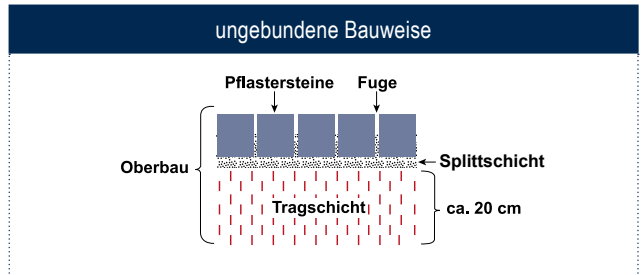 ungebundene Bauweise
Pflastersteine
Fuge
Oberbau
Splittschicht
Tragschicht
ca. 20 cm